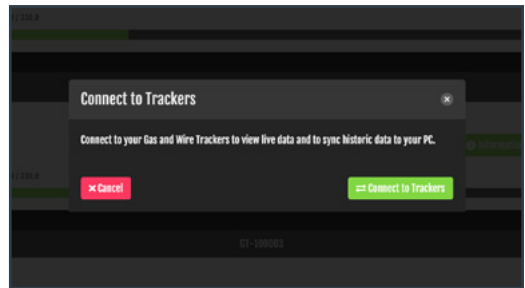 Connect to Trackers
Connect to your Gas and Wire Trackers to view live data and to sync historic data to your PC.
Information
Cancel
Connect to Trackers
GT-100003